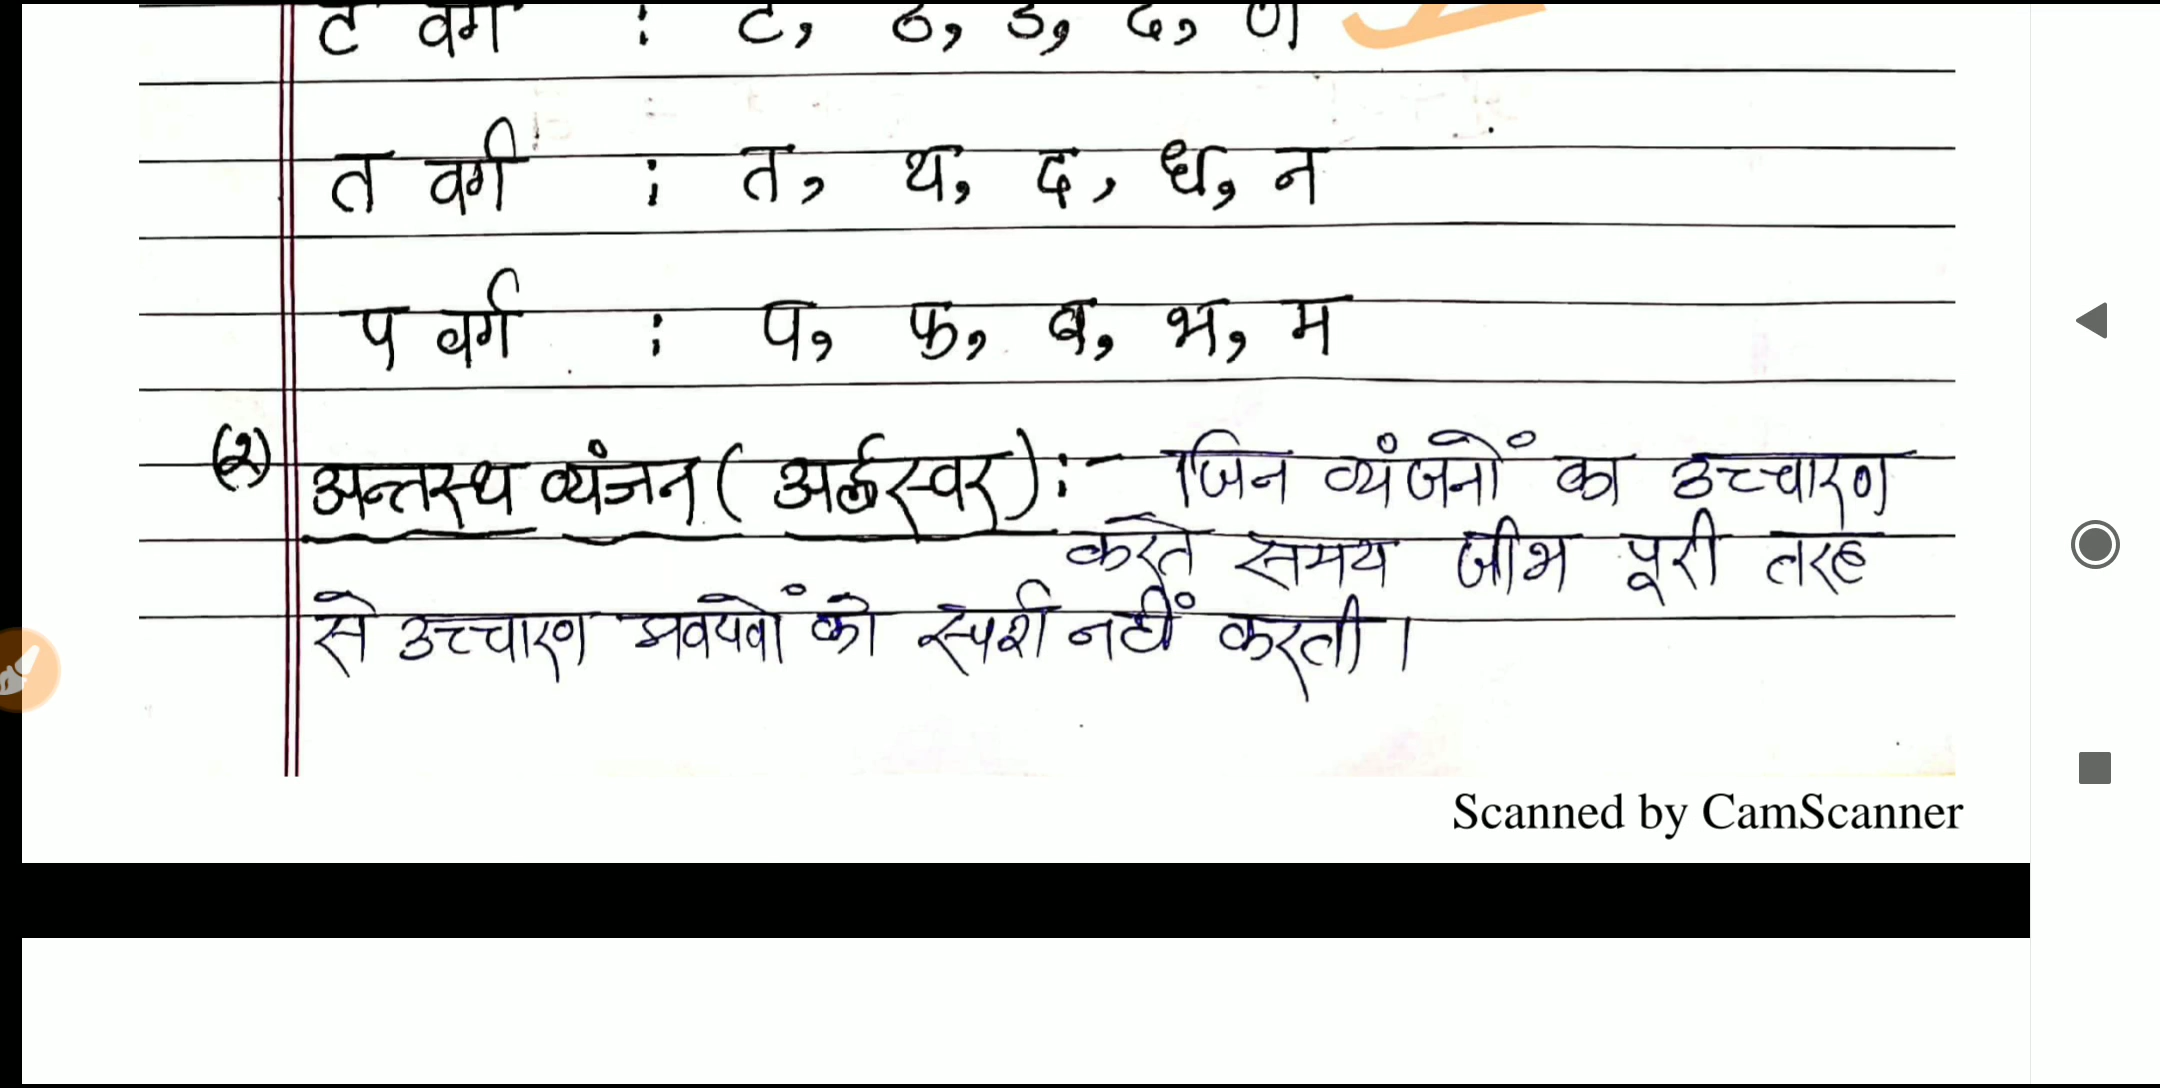 ट वर्ग : ट, ठ, ड, ढ, ण
त वर्ग : त, थ, द, ध, न
प वर्ग : प, फ, ब, भ, म
(२) अन्तस्थ व्यंजन ( अर्द्धस्वर ) :- जिन व्यंजनों का उच्चारण
करते समय जीभ पूरी तरह
से उच्चारण अवयवों को स्पर्श नहीं करती ।
Scanned by CamScanner